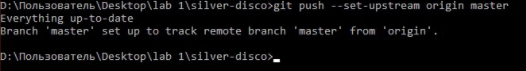 D:\Пользователь\Desktop\lab 1\silver-disco>git push --set-upstream origin master
Everything up-to-date
Branch 'master' set up to track remote branch 'master' from 'origin'.
D:\Пользователь\Desktop\lab 1\silver-disco>